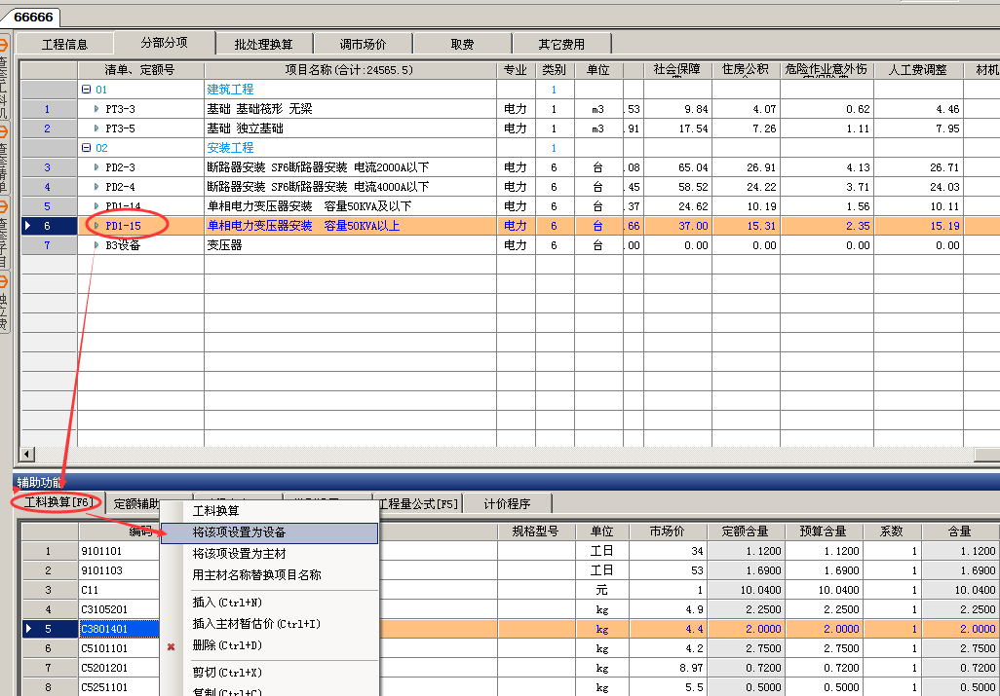 66666
工程信息 分部分项 批处理换算 调市场价 取费 其它费用
清单、定额号 项目名称(合计:24565.5) 专业 类别 单位 社会保障 住房公积 危险作业意外伤 人工费调整 材机
01 建筑工程 1
1 PT3-3 基础 基础筏形 无梁 电力 1 m3 .53 9.84 4.07 0.62 4.46
2 PT3-5 基础 独立基础 电力 1 m3 .91 17.54 7.26 1.11 7.95
02 安装工程 1
3 PD2-3 断路器安装 SF6断路器安装 电流2000A以下 电力 6 台 .08 65.04 26.91 4.13 26.71
4 PD2-4 断路器安装 SF6断路器安装 电流4000A以下 电力 6 台 .45 58.52 24.22 3.71 24.03
5 PD1-14 单相电力变压器安装 容量50KVA及以下 电力 6 台 .37 24.62 10.19 1.56 10.11
6 PD1-15 单相电力变压器安装 容量50KVA以上 电力 6 台 .66 37.00 15.31 2.35 15.19
7 B3设备 变压器 电力 6 台 .00 0.00 0.00 0.00 0.00
辅助功能
工料换算[F6] 定额辅助 工程量公式[F5] 计价程序
编码 规格型号 单位 市场价 定额含量 预算含量 系数 含量
1 9101101 工日 34 1.1200 1.1200 1 1.1200
2 9101103 工日 53 1.6900 1.6900 1 1.6900
3 C11 元 1 10.0400 10.0400 1 10.0400
4 C3105201 kg 4.9 2.2500 2.2500 1 2.2500
5 C3801401 kg 4.4 2.0000 2.0000 1 2.0000
6 C5101101 kg 4.2 2.7500 2.7500 1 2.7500
7 C5201201 kg 8.97 0.7200 0.7200 1 0.7200
8 C5251101 kg 5.5 0.5000 0.5000 1 0.5000
工料换算
将该项设置为设备
将该项设置为主材
用主材名称替换项目名称
插入(Ctrl+N)
插入主材暂估价(Ctrl+I)
删除(Ctrl+D)
剪切(Ctrl+X)
复制(Ctrl+C)